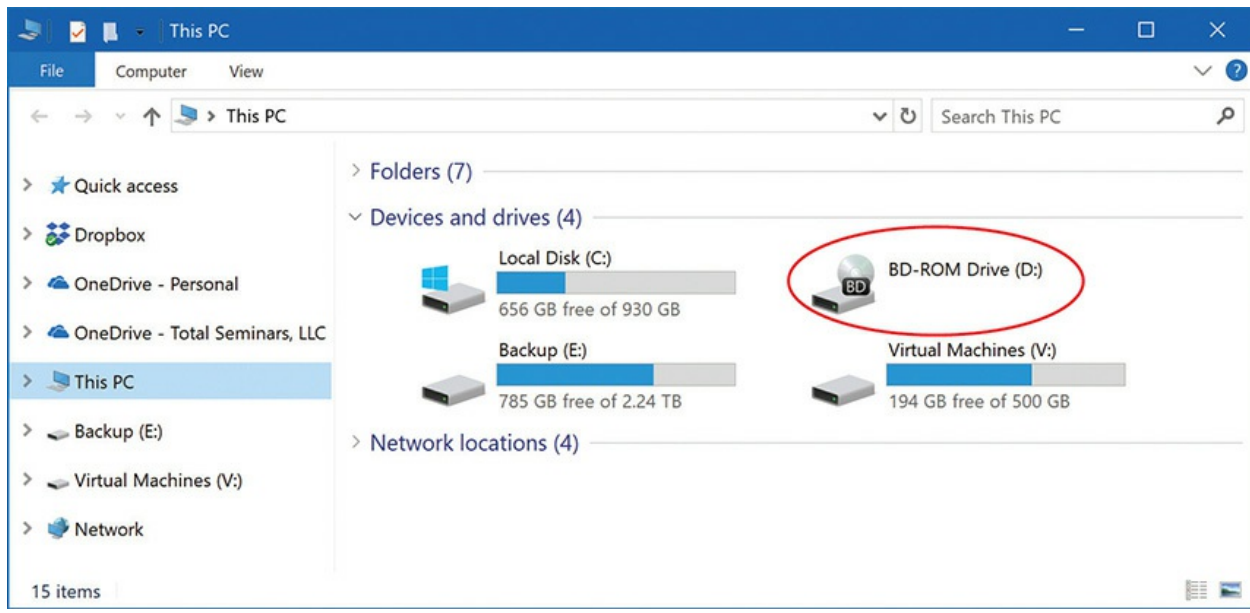 This PC
File Computer View
This PC
Search This PC
Quick access
Dropbox
OneDrive - Personal
OneDrive - Total Seminars, LLC
This PC
Backup (E:)
Virtual Machines (V:)
Network
Folders (7)
Devices and drives (4)
Local Disk (C:)
656 GB free of 930 GB
BD
BD-ROM Drive (D:)
Backup (E:)
785 GB free of 2.24 TB
Virtual Machines (V:)
194 GB free of 500 GB
Network locations (4)
15 items